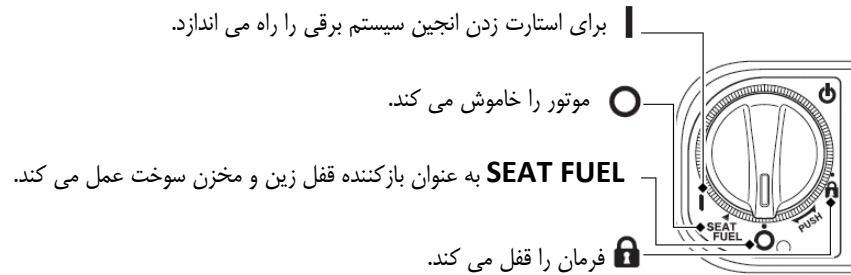 برای استارت زدن انجین سیستم برقی را راه می اندازد.
موتور را خاموش می کند.
SEAT FUEL به عنوان بازکننده قفل زین و مخزن سوخت عمل می کند.
فرمان را قفل می کند.
SEAT
FUEL
PUSH